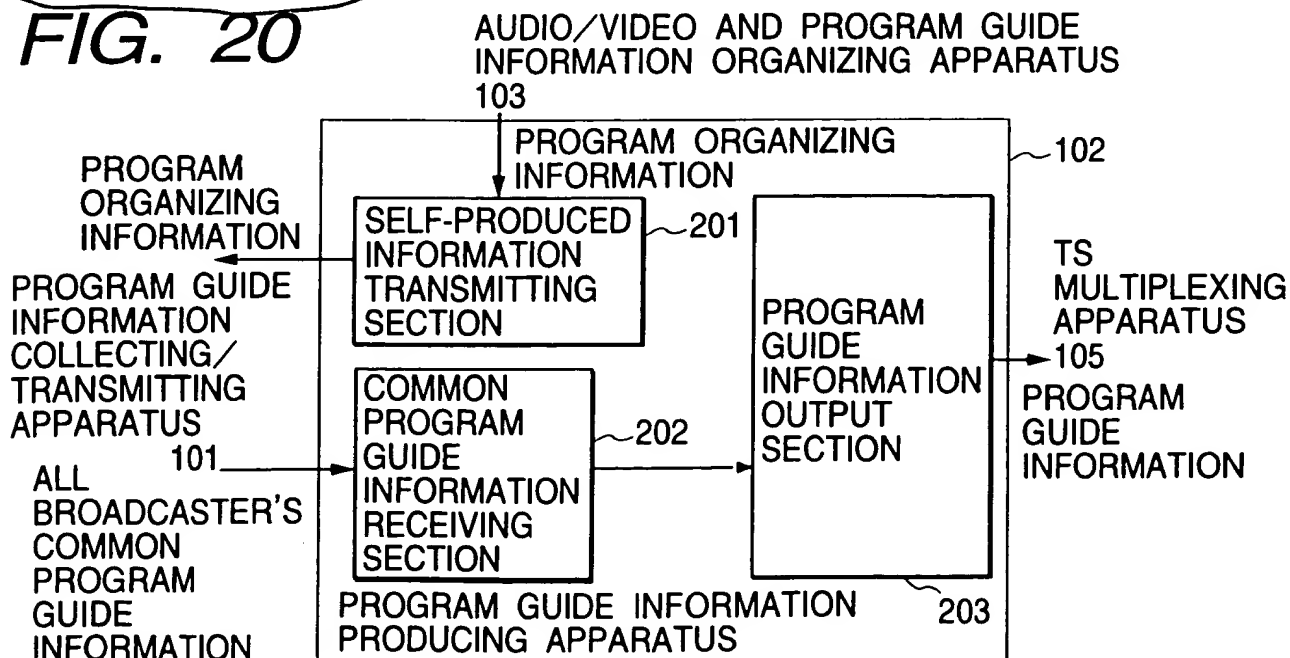 FIG. 20
AUDIO/VIDEO AND PROGRAM GUIDE
INFORMATION ORGANIZING APPARATUS
103
PROGRAM ORGANIZING
INFORMATION
102
PROGRAM
ORGANIZING
INFORMATION
SELF-PRODUCED
INFORMATION
TRANSMITTING
SECTION
201
PROGRAM GUIDE
INFORMATION
COLLECTING/
TRANSMITTING
APPARATUS
101
COMMON
PROGRAM
GUIDE
INFORMATION
RECEIVING
SECTION
202
PROGRAM
GUIDE
INFORMATION
OUTPUT
SECTION
203
TS
MULTIPLEXING
APPARATUS
105
PROGRAM
GUIDE
INFORMATION
ALL
BROADCASTER'S
COMMON
PROGRAM
GUIDE
INFORMATION
PROGRAM GUIDE INFORMATION
PRODUCING APPARATUS